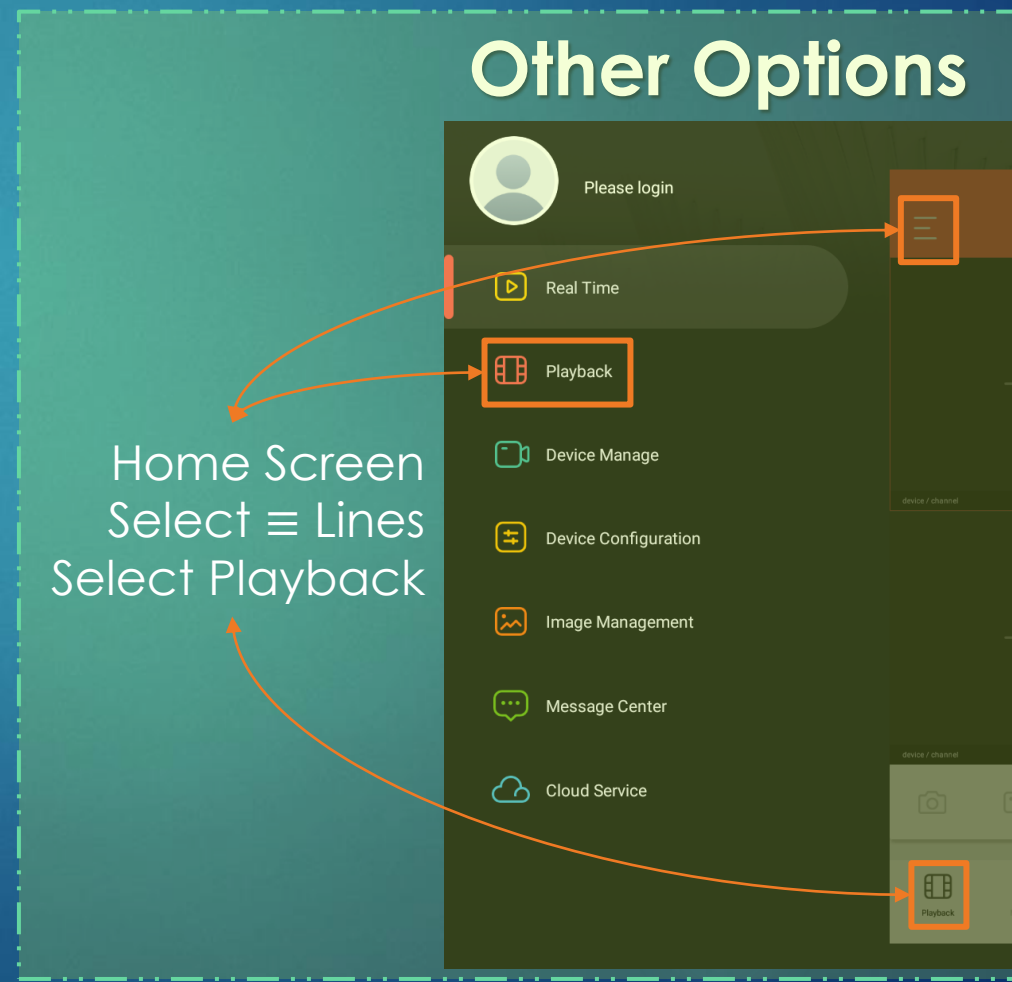 Other Options
Please login
Real Time
Playback
Device Manage
Device Configuration
Image Management
Message Center
Cloud Service
Home Screen
Select ≡ Lines
Select Playback
device / channel
device / channel
Playback